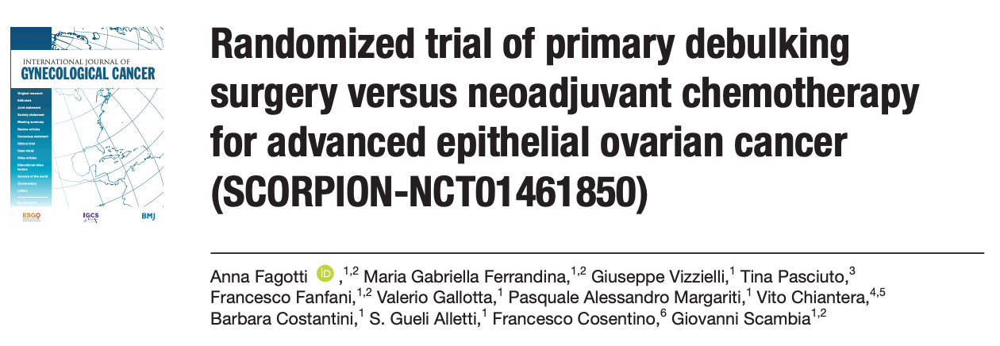 INTERNATIONAL JOURNAL OF
GYNECOLOGICAL CANCER
Original research
Editorials
Joint statement
Society statement
Meeting summary
Review articles
Consensus statement
Clinical trial
Case study
Video articles
Educational video
lecture
Corners of the world
Commentary
Letters
ESGO
IGCS
BMJ
Randomized trial of primary debulking
surgery versus neoadjuvant chemotherapy
for advanced epithelial ovarian cancer
(SCORPION-NCT01461850)
Anna Fagotti iD ,1,2 Maria Gabriella Ferrandina,1,2 Giuseppe Vizzielli,1 Tina Pasciuto,3
Francesco Fanfani,1,2 Valerio Gallotta,1 Pasquale Alessandro Margariti,1 Vito Chiantera,4,5
Barbara Costantini,1 S. Gueli Alletti,1 Francesco Cosentino,6 Giovanni Scambia1,2